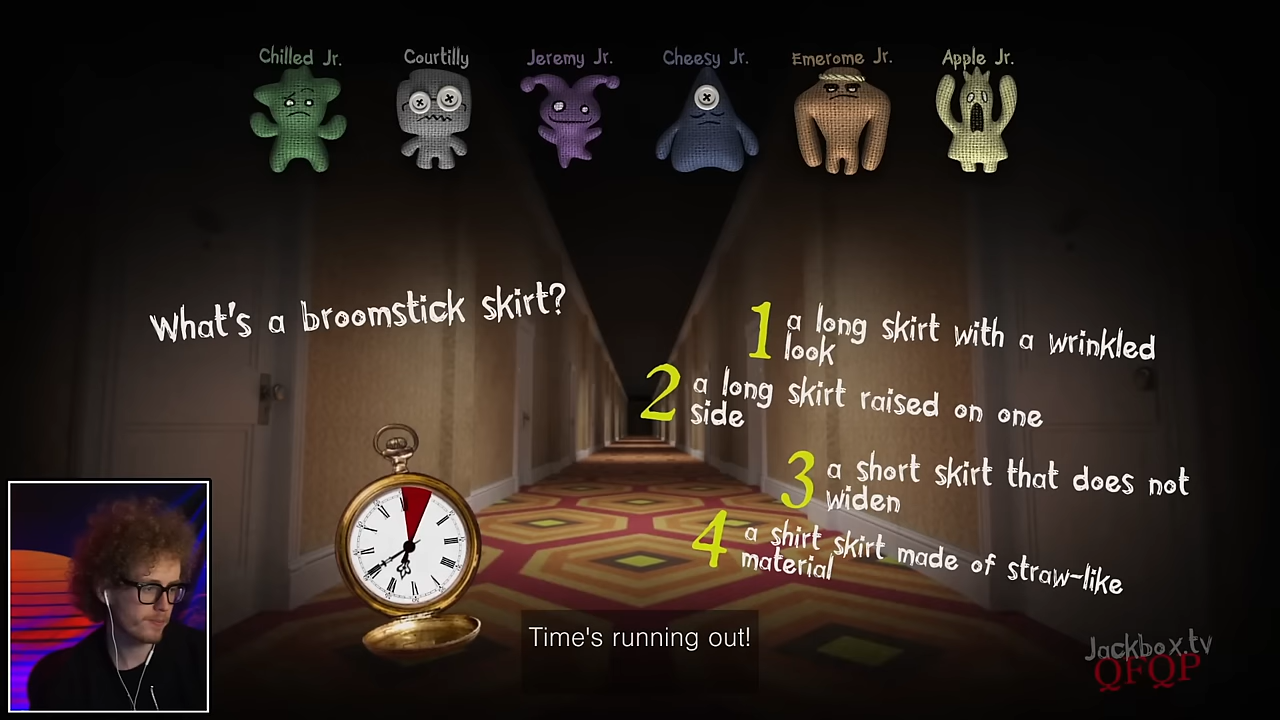 Chilled Jr.
Courtilly
Jeremy Jr.
Cheesy Jr.
Emerome Jr.
Apple Jr.
What's a broomstick skirt?
1 a long skirt with a wrinkled
look
2 a long skirt raised on one
side
3 a short skirt that does not
widen
4 a shirt skirt made of straw-like
material
Time's running out!
Jackbox.tv
QFQP